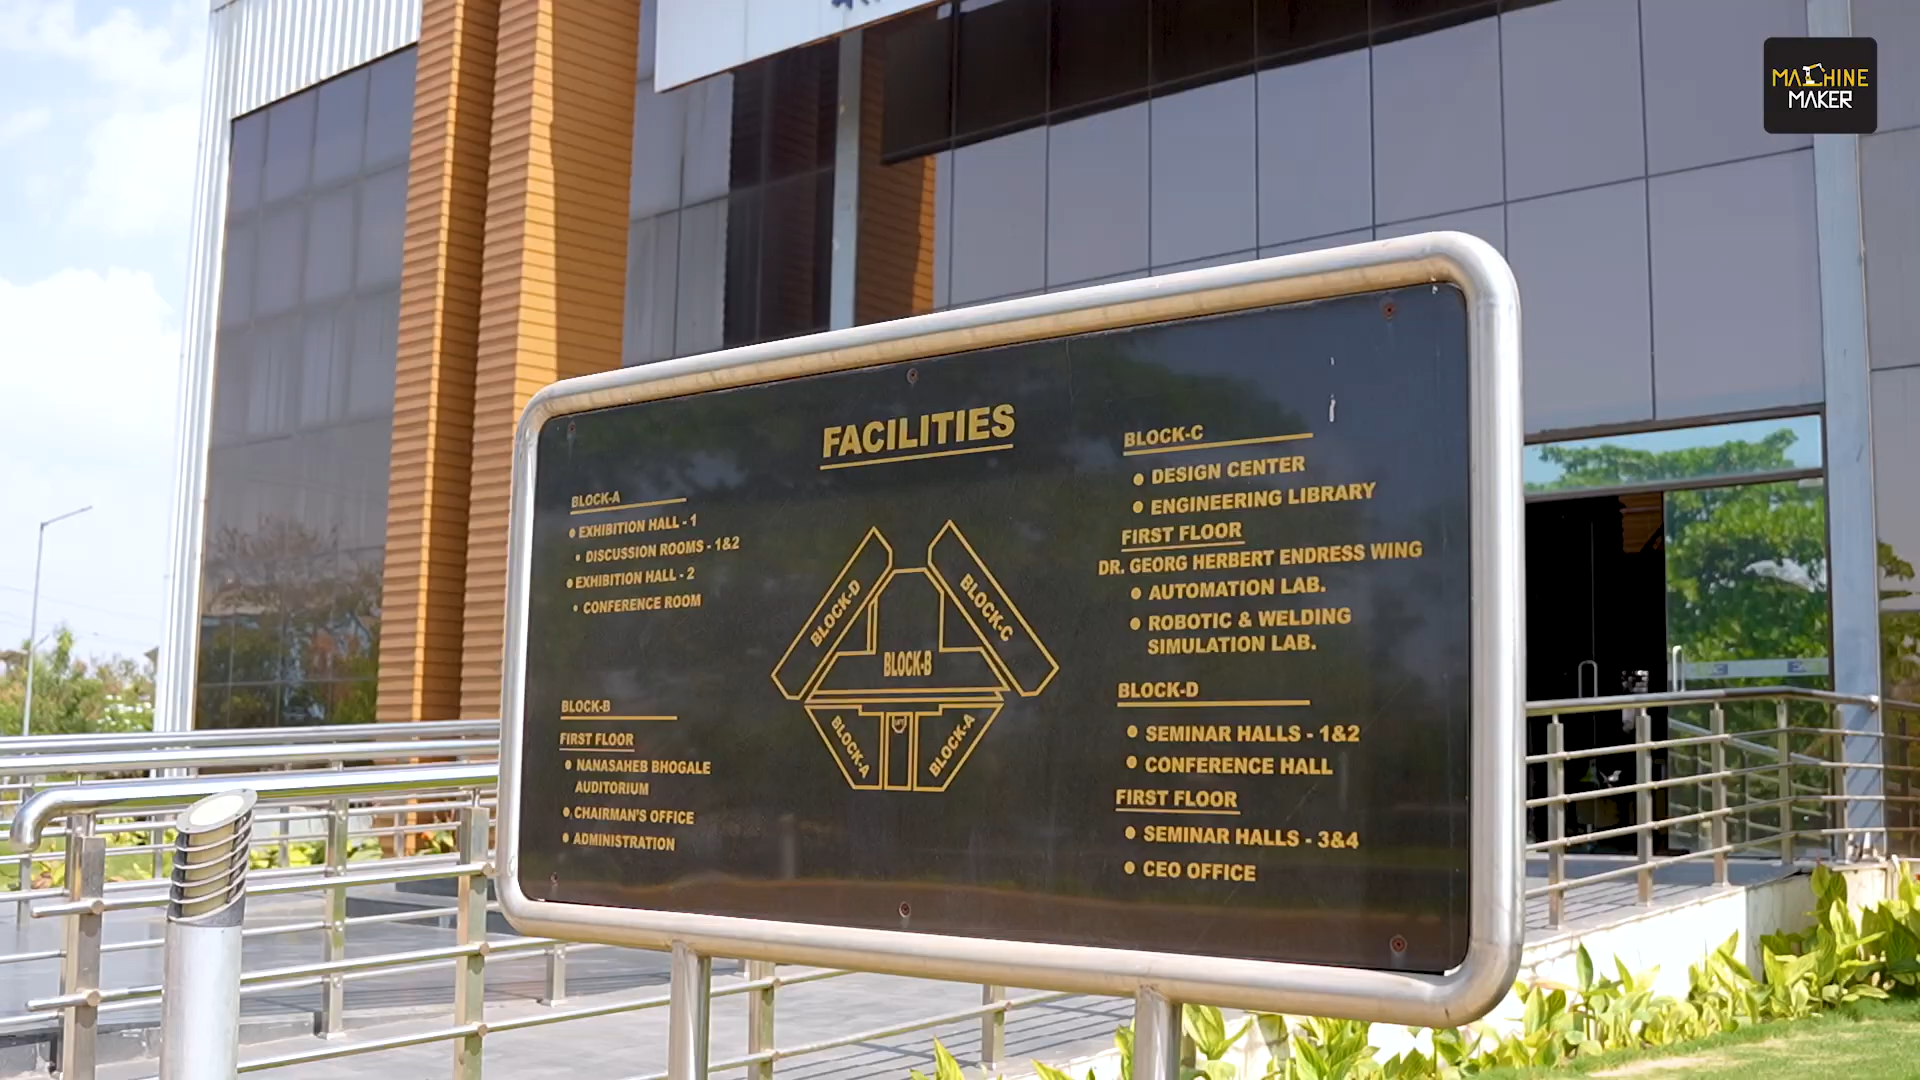 MACHINE
MAKER
FACILITIES
BLOCK-A
EXHIBITION HALL - 1
DISCUSSION ROOMS - 1&2
EXHIBITION HALL - 2
CONFERENCE ROOM
BLOCK-B
FIRST FLOOR
NANASAHEB BHOGALE
AUDITORIUM
CHAIRMAN'S OFFICE
ADMINISTRATION
BLOCK-D
BLOCK-C
BLOCK-B
BLOCK-A
BLOCK-A
BLOCK-C
DESIGN CENTER
ENGINEERING LIBRARY
FIRST FLOOR
DR. GEORG HERBERT ENDRESS WING
AUTOMATION LAB.
ROBOTIC & WELDING
SIMULATION LAB.
BLOCK-D
SEMINAR HALLS - 1&2
CONFERENCE HALL
FIRST FLOOR
SEMINAR HALLS - 3&4
CEO OFFICE